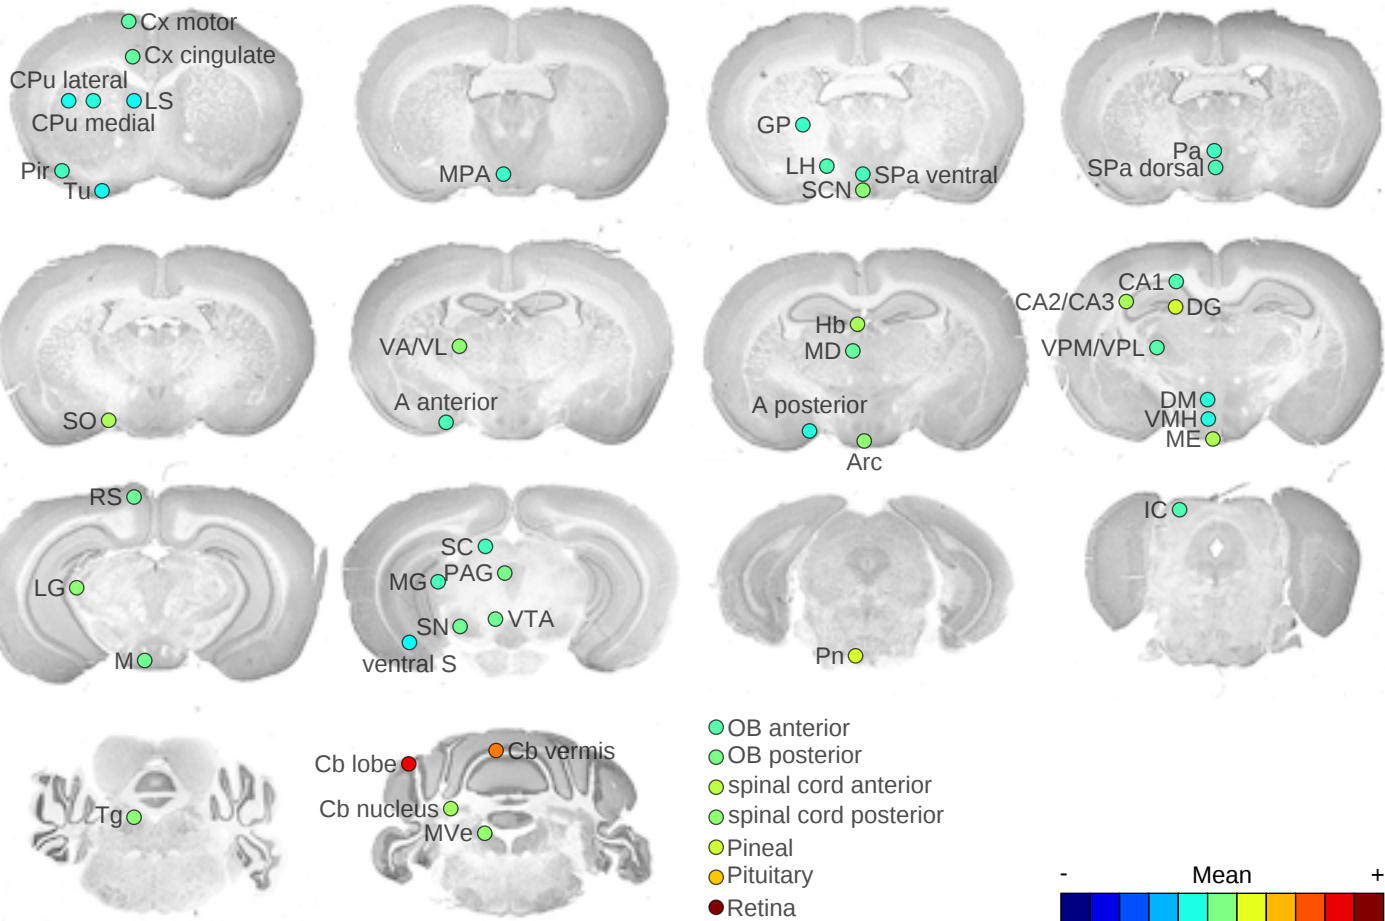 Cx motor
Cx cingulate
CPu lateral
LS
CPu medial
Pir
Tu
MPA
GP
LH
SPa ventral
SCN
Pa
SPa dorsal
SO
VA/VL
A anterior
Hb
MD
A posterior
Arc
CA1
CA2/CA3
DG
VPM/VPL
DM
VMH
ME
RS
LG
M
SC
MG
PAG
SN
VTA
ventral S
Pn
IC
Tg
Cb lobe
Cb vermis
Cb nucleus
MVe
OB anterior
OB posterior
spinal cord anterior
spinal cord posterior
Pineal
Pituitary
Retina
- Mean +